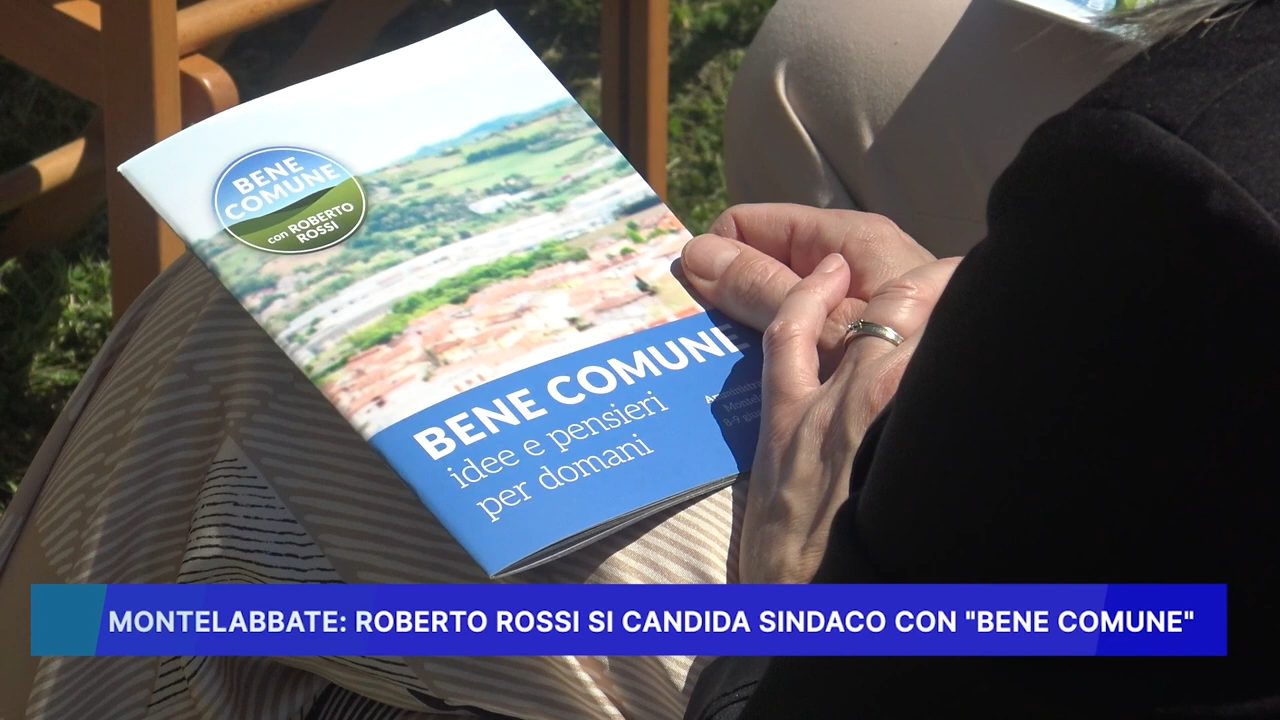 BENE
COMUNE
con ROBERTO
ROSSI
BENE COMUNE
idee e pensieri
per domani
MONTELABBATE: ROBERTO ROSSI SI CANDIDA SINDACO CON "BENE COMUNE"